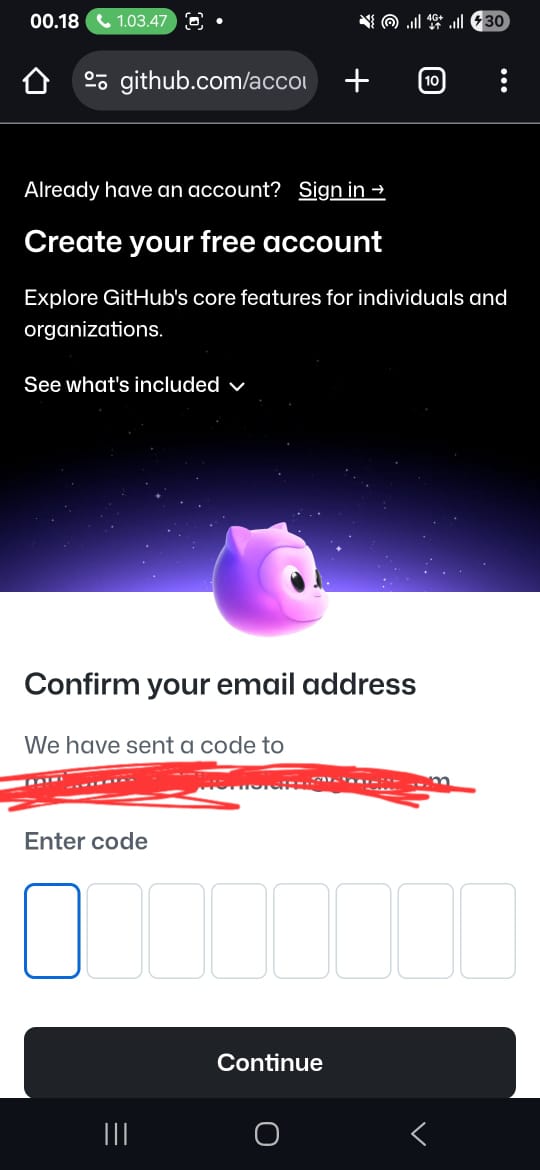 00.18 1.03.47 4G+ 30
github.com/accou
10
Already have an account? Sign in →
Create your free account
Explore GitHub's core features for individuals and
organizations.
See what's included
Confirm your email address
We have sent a code to
Enter code
Continue